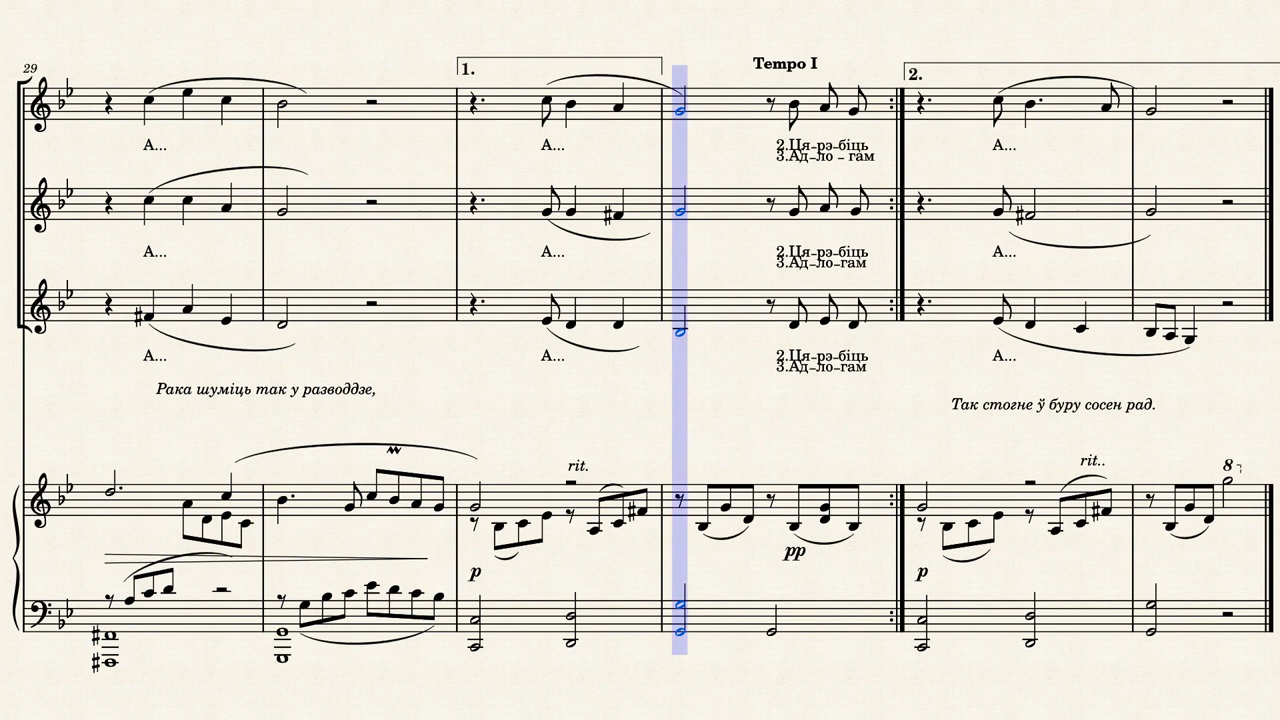 29
1.
Tempo I
2.
А...
А...
2.Ця-рэ-біць
3.Ад-ло-гам
А...
А...
А...
2.Ця-рэ-біць
3.Ад-ло-гам
А...
А...
А...
2.Ця-рэ-біць
3.Ад-ло-гам
А...
Рака шуміць так у разводдзе,
Так стогне ў буру сосен рад.
rit.
rit..
8
pp
p
p